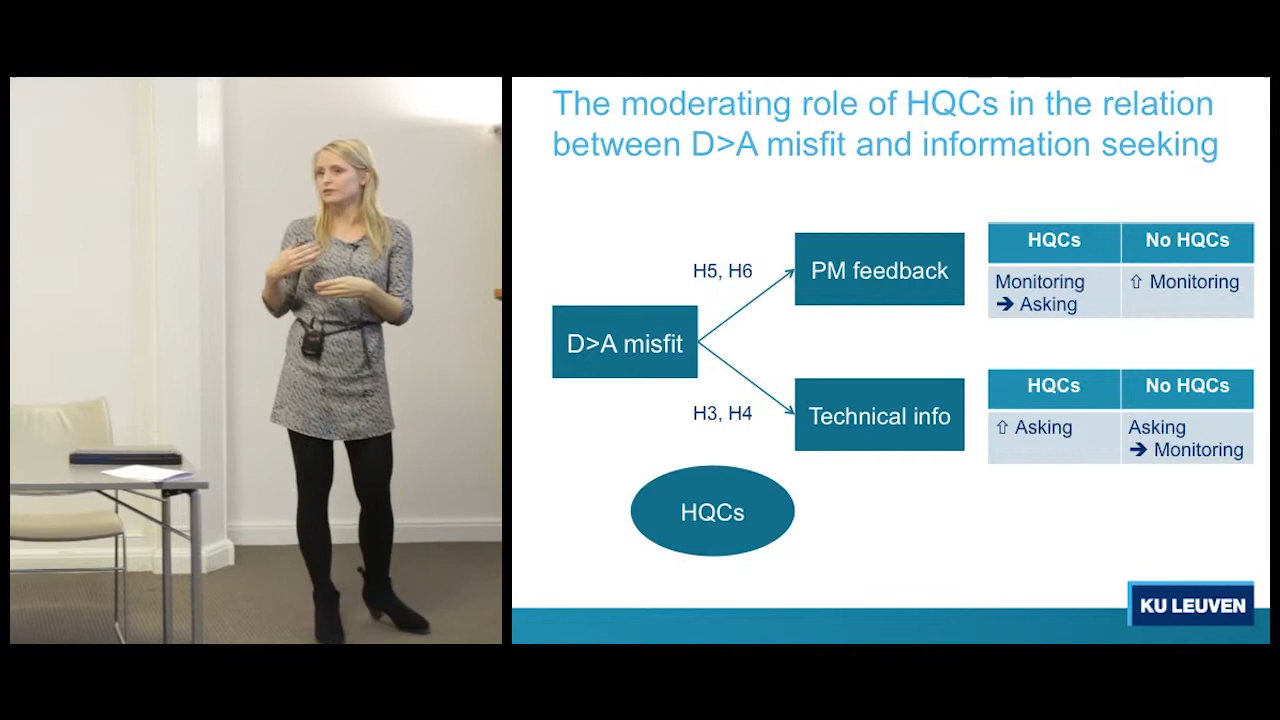 The moderating role of HQCs in the relation
between D>A misfit and information seeking
H5, H6
PM feedback
HQCs
No HQCs
Monitoring
➔ Asking
⇧ Monitoring
D>A misfit
H3, H4
Technical info
HQCs
No HQCs
⇧ Asking
Asking
➔ Monitoring
HQCs
KU LEUVEN